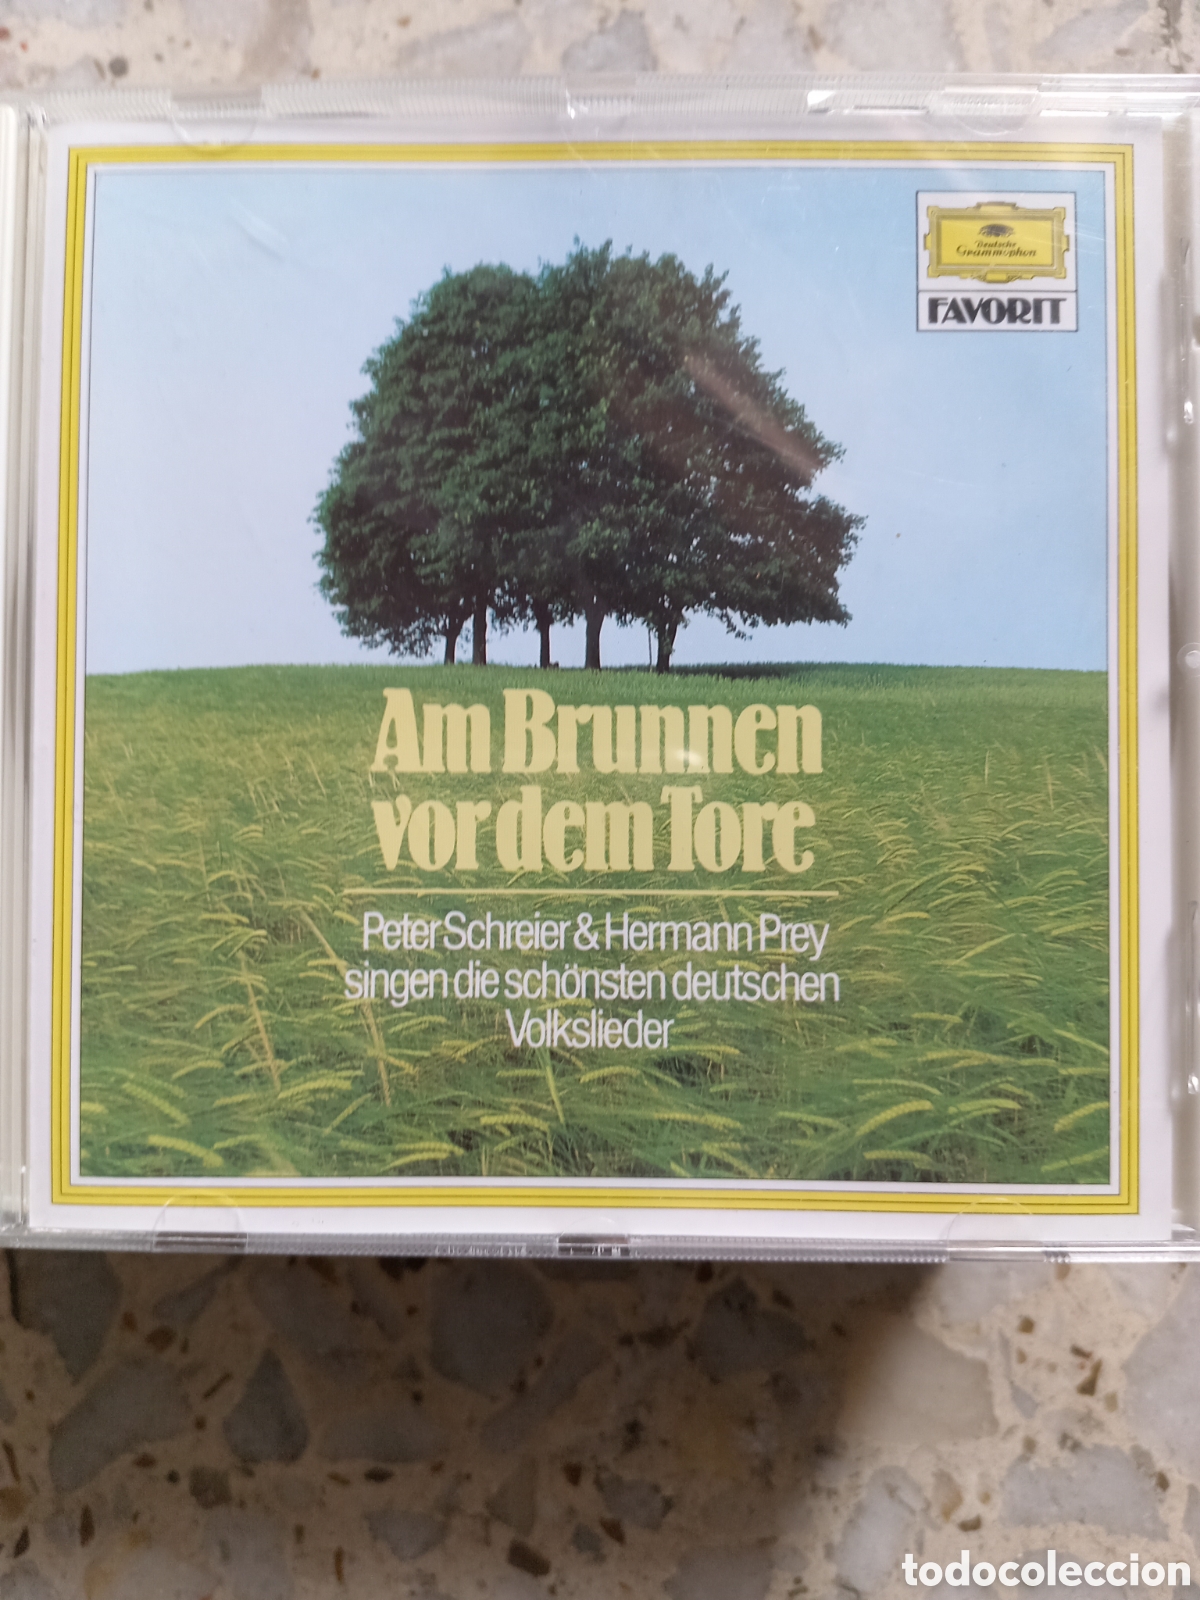 Deutsche
Grammophon
FAVORIT
Am Brunnen
vor dem Tore
Peter Schreier & Hermann Prey
singen die schönsten deutschen
Volkslieder
todocoleccion